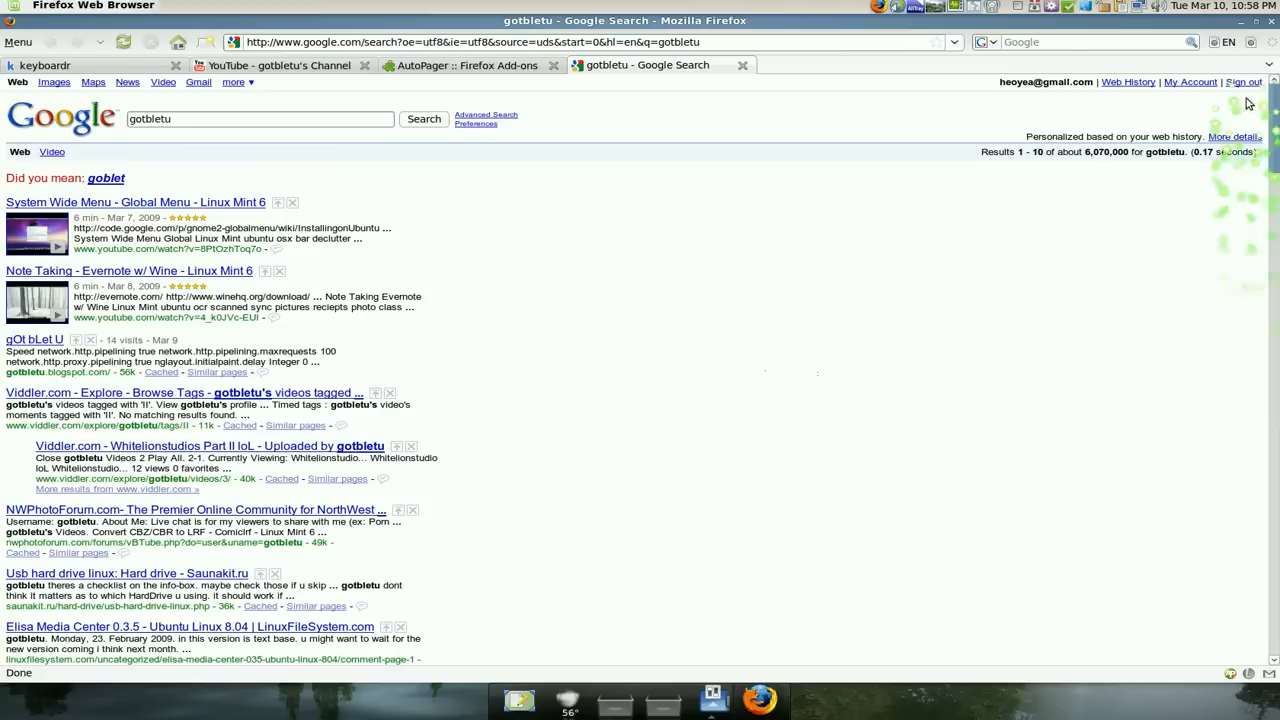 Firefox Web Browser
Tue Mar 10, 10:58 PM
gotbletu - Google Search - Mozilla Firefox
Menu
http://www.google.com/search?oe=utf8&ie=utf8&source=uds&start=0&hl=en&q=gotbletu
Google
EN
keyboardr
YouTube - gotbletu's Channel
AutoPager :: Firefox Add-ons
gotbletu - Google Search
Web Images Maps News Video Gmail more ▼
heoyea@gmail.com | Web History | My Account | Sign out
Google
gotbletu
Search
Advanced Search
Preferences
Personalized based on your web history. More details
Web Video
Results 1 - 10 of about 6,070,000 for gotbletu. (0.17 seconds)
Did you mean: goblet
System Wide Menu - Global Menu - Linux Mint 6
6 min - Mar 7, 2009 -
http://code.google.com/p/gnome2-globalmenu/wiki/InstallingonUbuntu ...
System Wide Menu Global Linux Mint ubuntu osx bar declutter ...
www.youtube.com/watch?v=8PtOzhToq7o -
Note Taking - Evernote w/ Wine - Linux Mint 6
6 min - Mar 8, 2009 -
http://evernote.com/ http://www.winehq.org/download/ ... Note Taking Evernote
w/ Wine Linux Mint ubuntu ocr scanned sync pictures reciepts photo class ...
www.youtube.com/watch?v=4_k0JVc-EUI -
gOt bLet U - 14 visits - Mar 9
Speed network.http.pipelining true network.http.pipelining.maxrequests 100
network.http.proxy.pipelining true nglayout.initialpaint.delay Integer 0 ...
gotbletu.blogspot.com/ - 56k - Cached - Similar pages -
Viddler.com - Explore - Browse Tags - gotbletu's videos tagged ...
gotbletu's videos tagged with 'II'. View gotbletu's profile ... Timed tags : gotbletu's video's
moments tagged with 'II'. No matching results found. ...
www.viddler.com/explore/gotbletu/tags/II - 11k - Cached - Similar pages -
Viddler.com - Whitelionstudios Part II loL - Uploaded by gotbletu
Close gotbletu Videos 2 Play All. 2-1. Currently Viewing: Whitelionstudio... Whitelionstudio
loL Whitelionstudio... 12 views 0 favorites ...
www.viddler.com/explore/gotbletu/videos/3/ - 40k - Cached - Similar pages -
More results from www.viddler.com »
NWPhotoForum.com- The Premier Online Community for NorthWest ...
Username: gotbletu. About Me: Live chat is for my viewers to share with me (ex: Porn ...
gotbletu's Videos. Convert CBZ/CBR to LRF - Comiclrf - Linux Mint 6 ...
nwphotoforum.com/forums/vBTube.php?do=user&uname=gotbletu - 49k -
Cached - Similar pages -
Usb hard drive linux: Hard drive - Saunakit.ru
gotbletu theres a checklist on the info-box. maybe check those if u skip ... gotbletu dont
think it matters as to which HardDrive u using. it should work if ...
saunakit.ru/hard-drive/usb-hard-drive-linux.php - 36k - Cached - Similar pages -
Elisa Media Center 0.3.5 - Ubuntu Linux 8.04 | LinuxFileSystem.com
gotbletu. Monday, 23. February 2009. in this version is text base. u might want to wait for the
new version coming i think next month. ...
linuxfilesystem.com/uncategorized/elisa-media-center-035-ubuntu-linux-804/comment-page-1 -
Done
56°